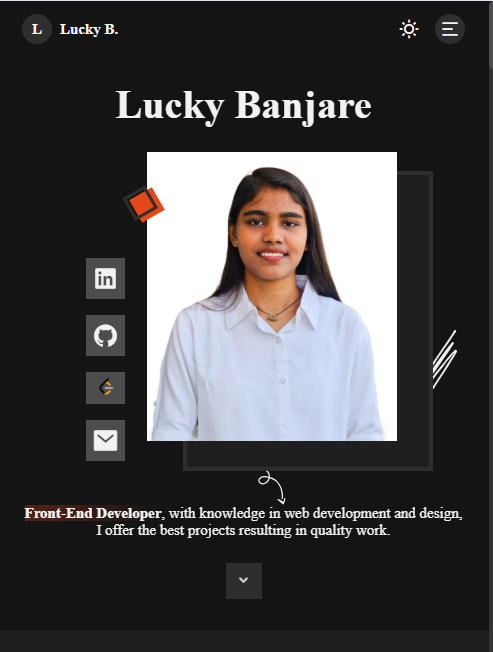 L Lucky B.
Lucky Banjare
in
Front-End Developer, with knowledge in web development and design,
I offer the best projects resulting in quality work.